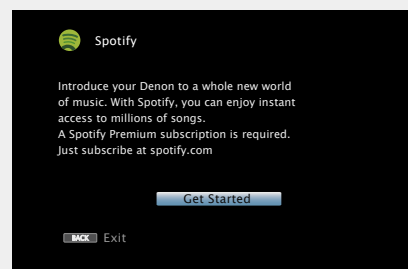 Spotify
Introduce your Denon to a whole new world
of music. With Spotify, you can enjoy instant
access to millions of songs.
A Spotify Premium subscription is required.
Just subscribe at spotify.com
Get Started
BACK Exit